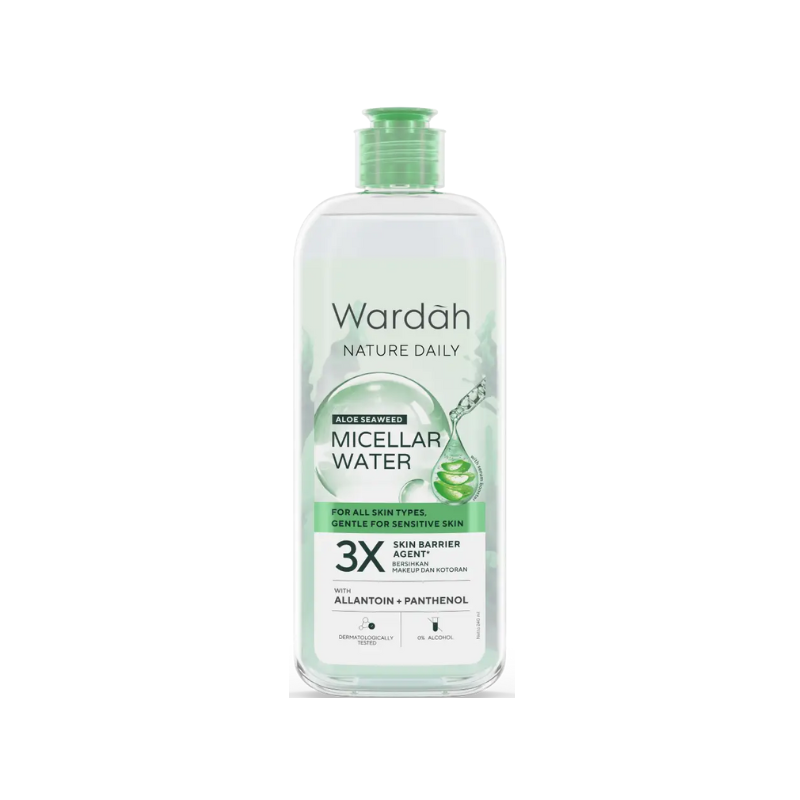 Wardah
NATURE DAILY
ALOE SEAWEED
MICELLAR
WATER
FOR ALL SKIN TYPES,
GENTLE FOR SENSITIVE SKIN
3X
SKIN BARRIER
AGENT*
BERSIHKAN
MAKEUP DAN KOTORAN
WITH
ALLANTOIN + PANTHENOL
DERMATOLOGICALLY
TESTED
0% ALCOHOL